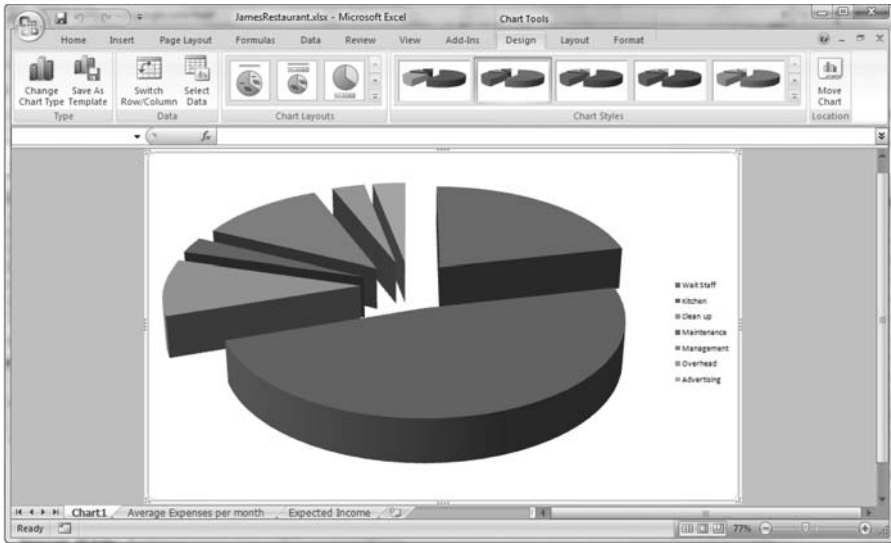 JamesRestaurant.xlsx - Microsoft Excel
Chart Tools
Home Insert Page Layout Formulas Data Review View Add-Ins Design Layout Format
Change Chart Type
Save As Template
Switch Row/Column
Select Data
Move Chart
Type Data Chart Layouts Chart Styles Location
fx
Wait Staff
Kitchen
Clean up
Maintenance
Management
Overhead
Advertising
Chart1 Average Expenses per month Expected Income
Ready 77%